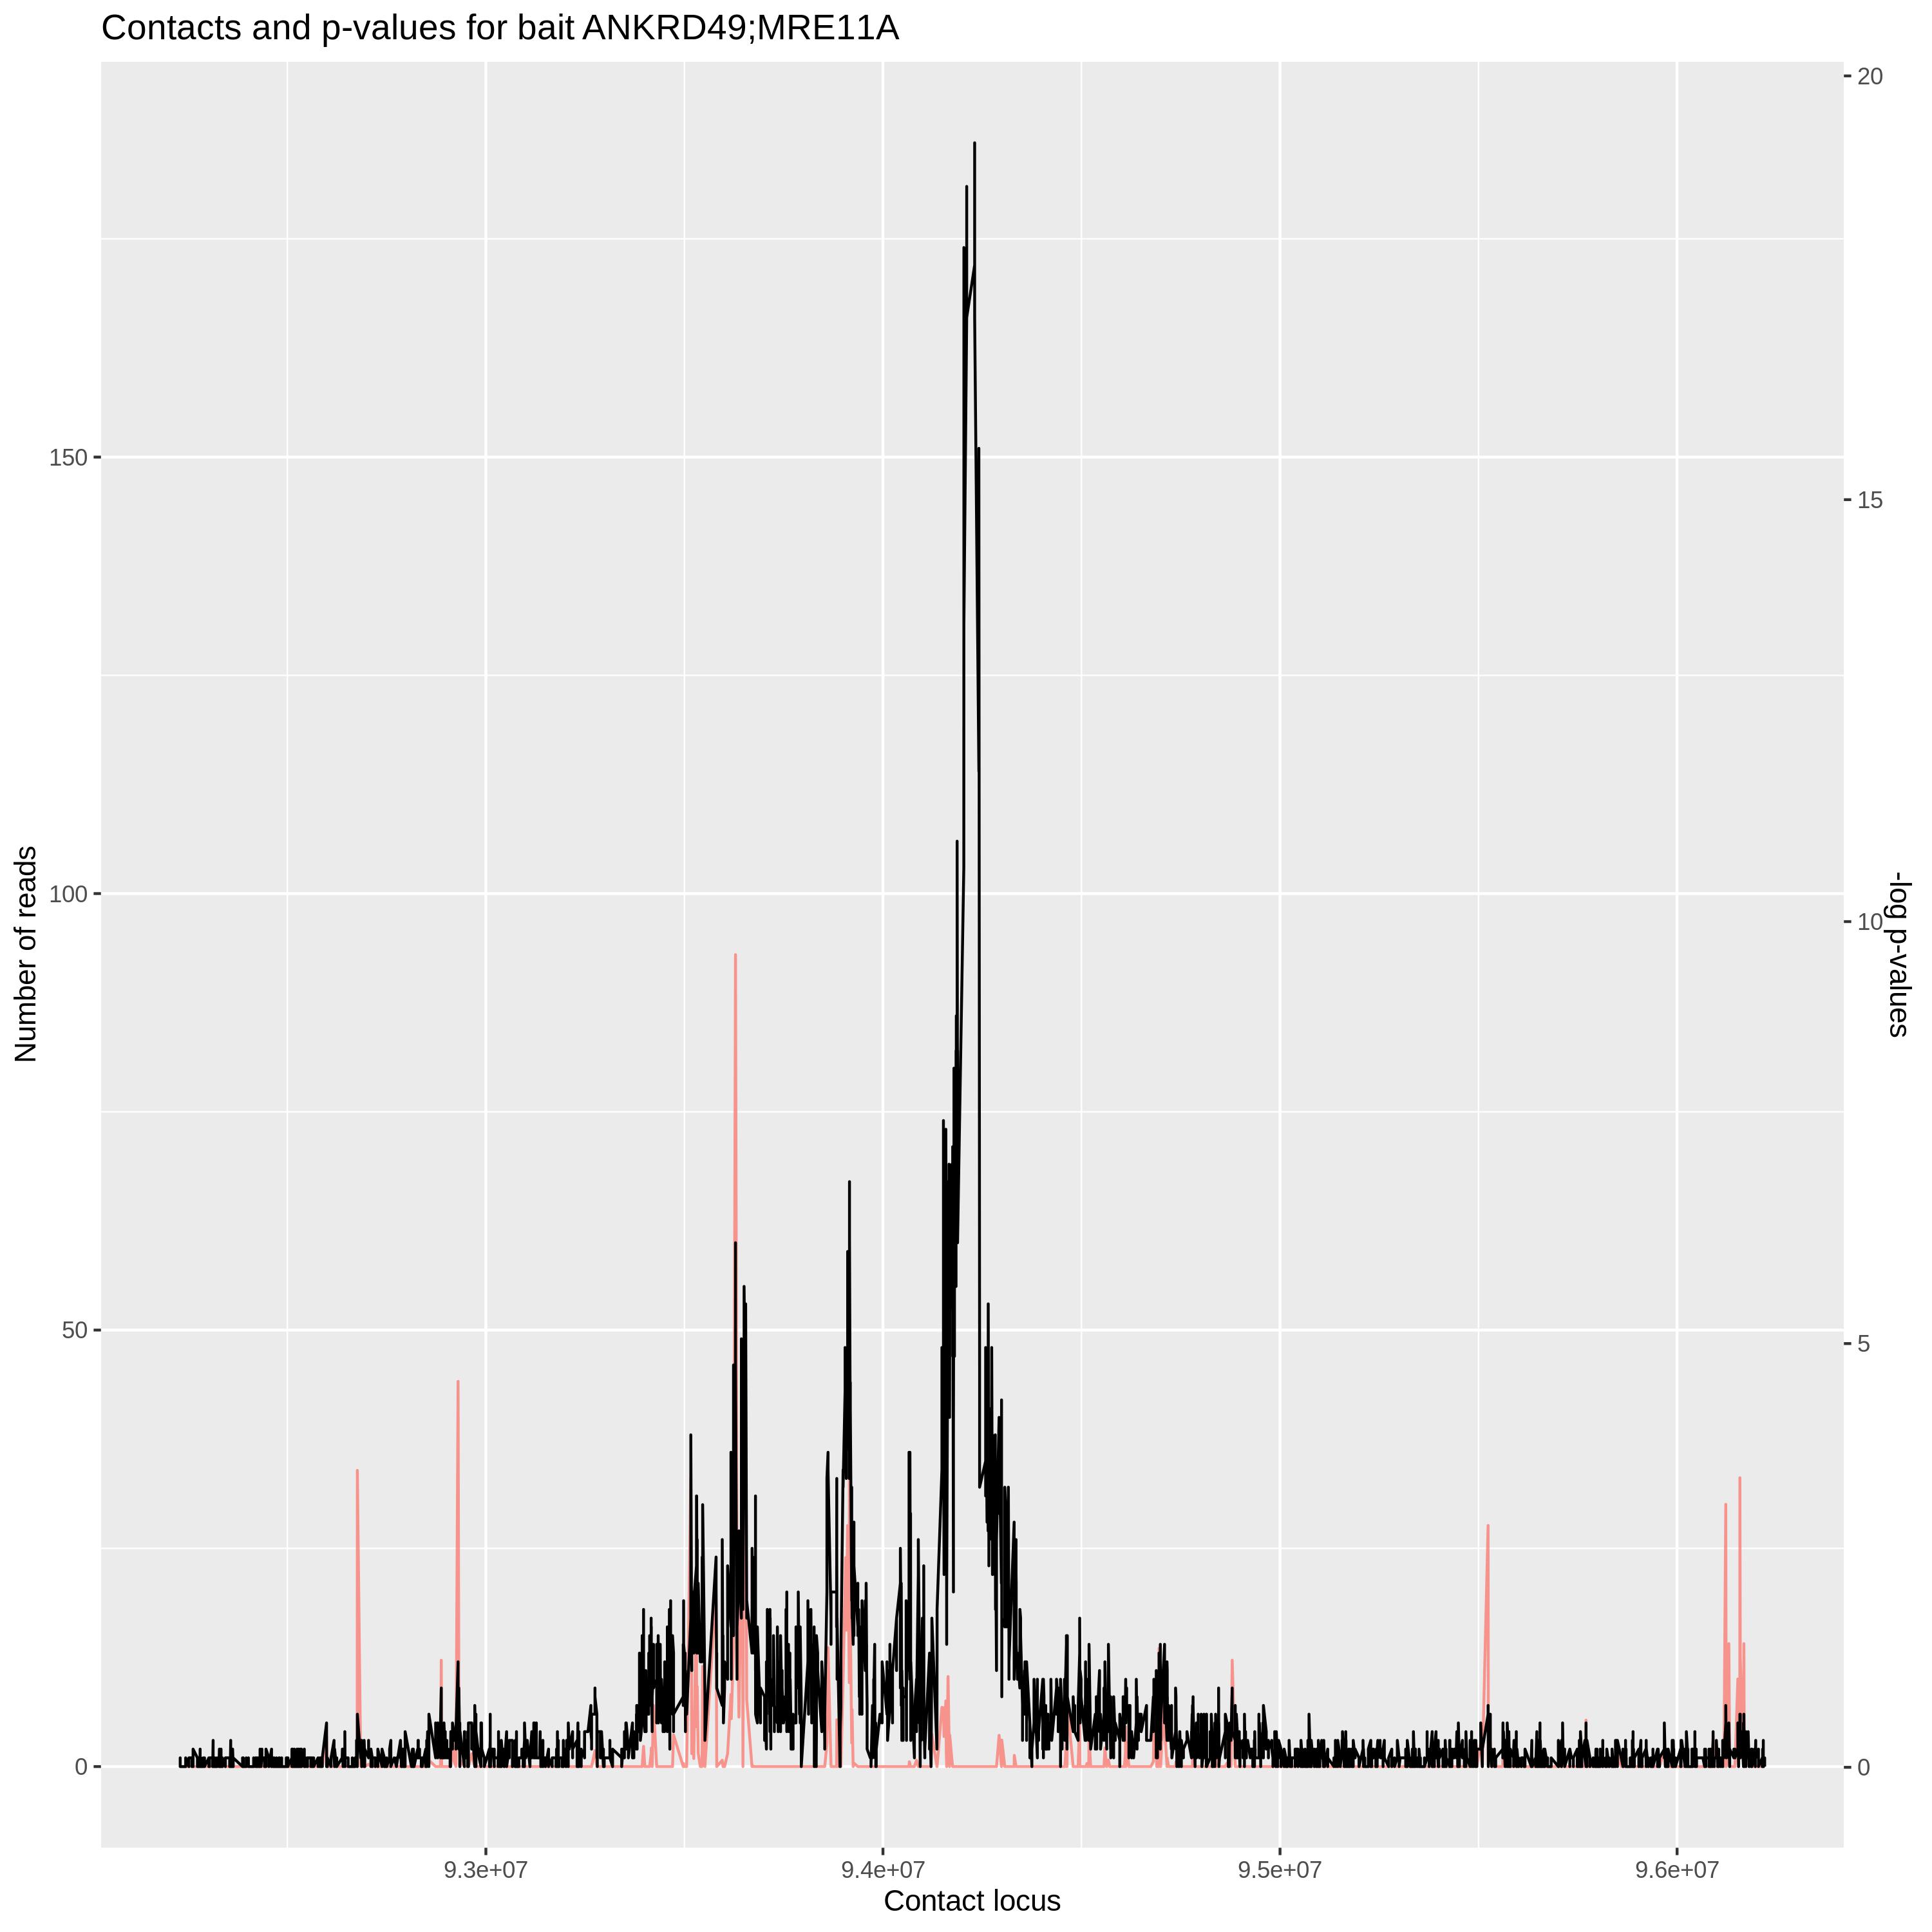 Contacts and p-values for bait ANKRD49;MRE11A
20
150
15
100
10
50
5
0
0
Number of reads
-log p-values
9.3e+07
9.4e+07
9.5e+07
9.6e+07
Contact locus